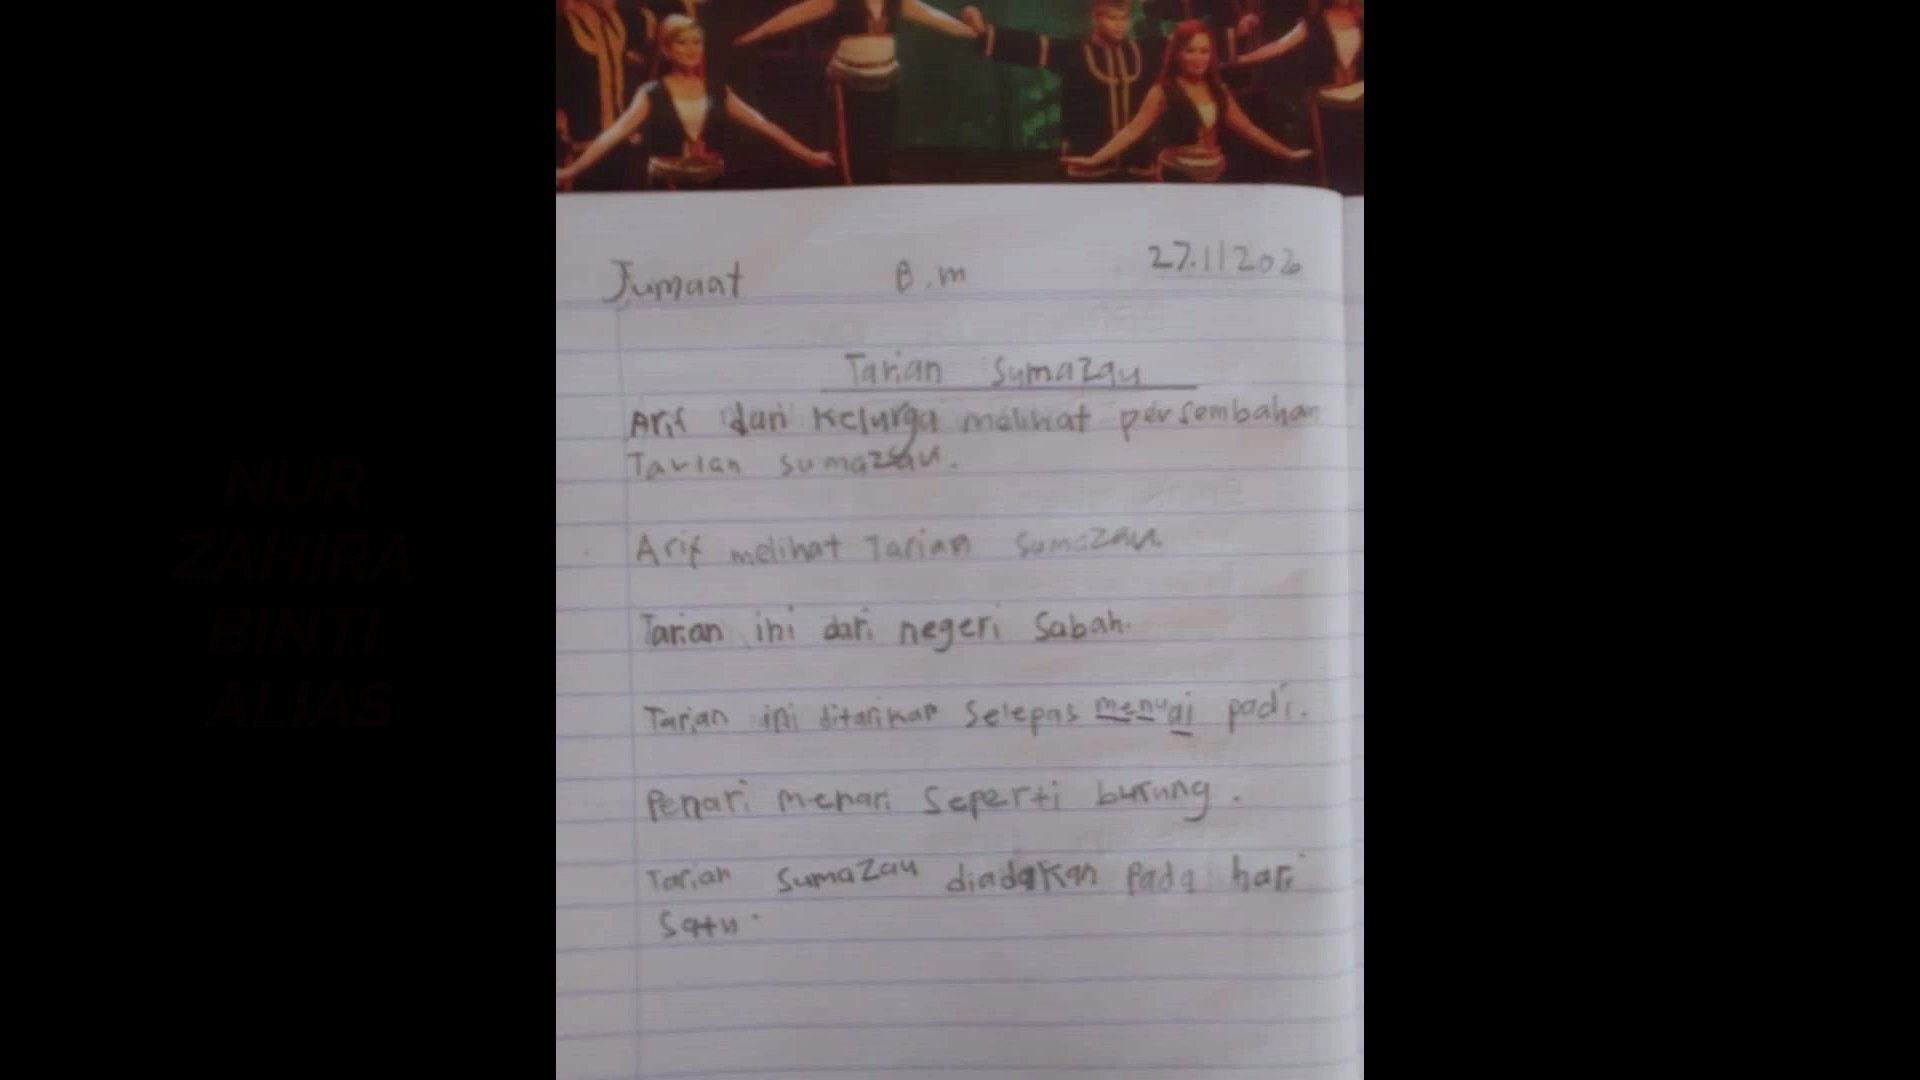 NUR
ZAHIRA
BINTI
ALIAS
Jumaat B.m 27.11202
Tarian Sumazau
Arif dan Kelurga melihat persembahan
Tarian sumazau.
Arif melihat Tarian Sumazau.
Tarian ini dari negeri Sabah.
Tarian ini ditarikan Selepas menuai padi.
Penari menari Seperti burung.
Tarian Sumazau diadakan Pada hari
Satu.